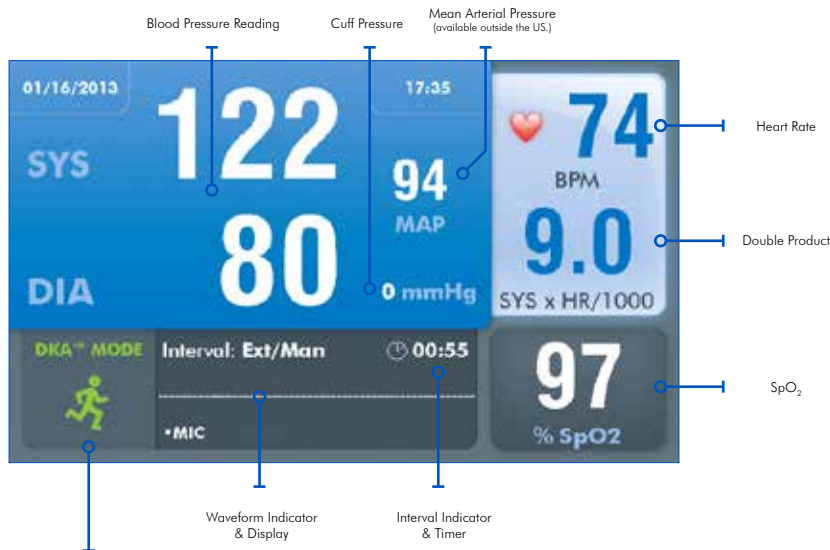 Blood Pressure Reading
Cuff Pressure
Mean Arterial Pressure
(available outside the US.)
01/16/2013
17:35
SYS
122
94
MAP
DIA
80
0 mmHg
74
BPM
9.0
SYS x HR/1000
Heart Rate
Double Product
DKA™ MODE
Interval: Ext/Man
00:55
•MIC
97
% SpO2
SpO₂
Waveform Indicator
& Display
Interval Indicator
& Timer